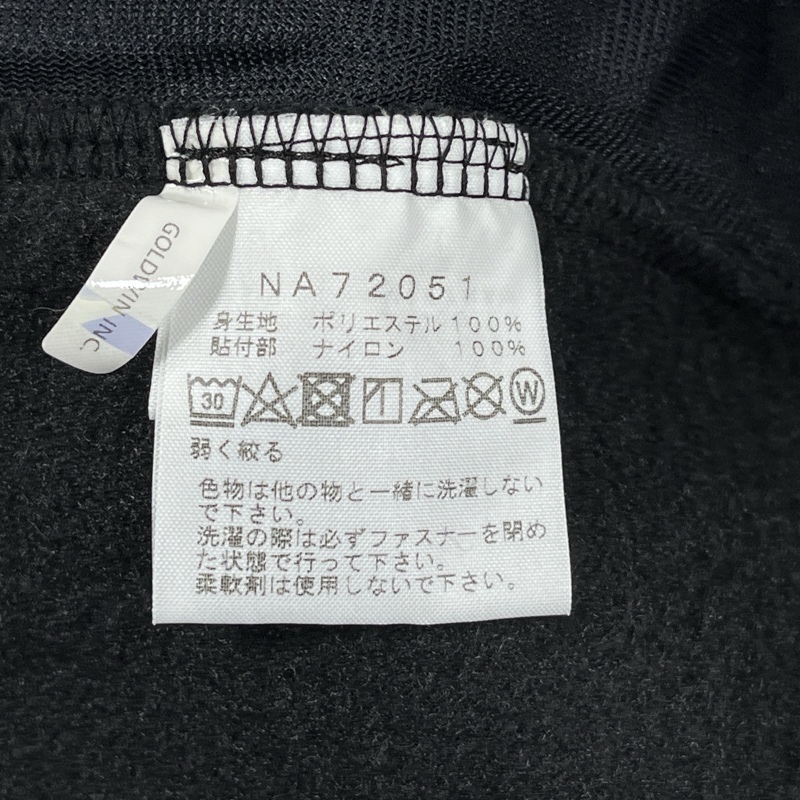 GOLDWIN INC
NA72051
身生地 ポリエステル100%
貼付部 ナイロン 100%
30 W
弱く絞る
色物は他の物と一緒に洗濯しない
で下さい。
洗濯の際は必ずファスナーを閉め
た状態で行って下さい。
柔軟剤は使用しないで下さい。